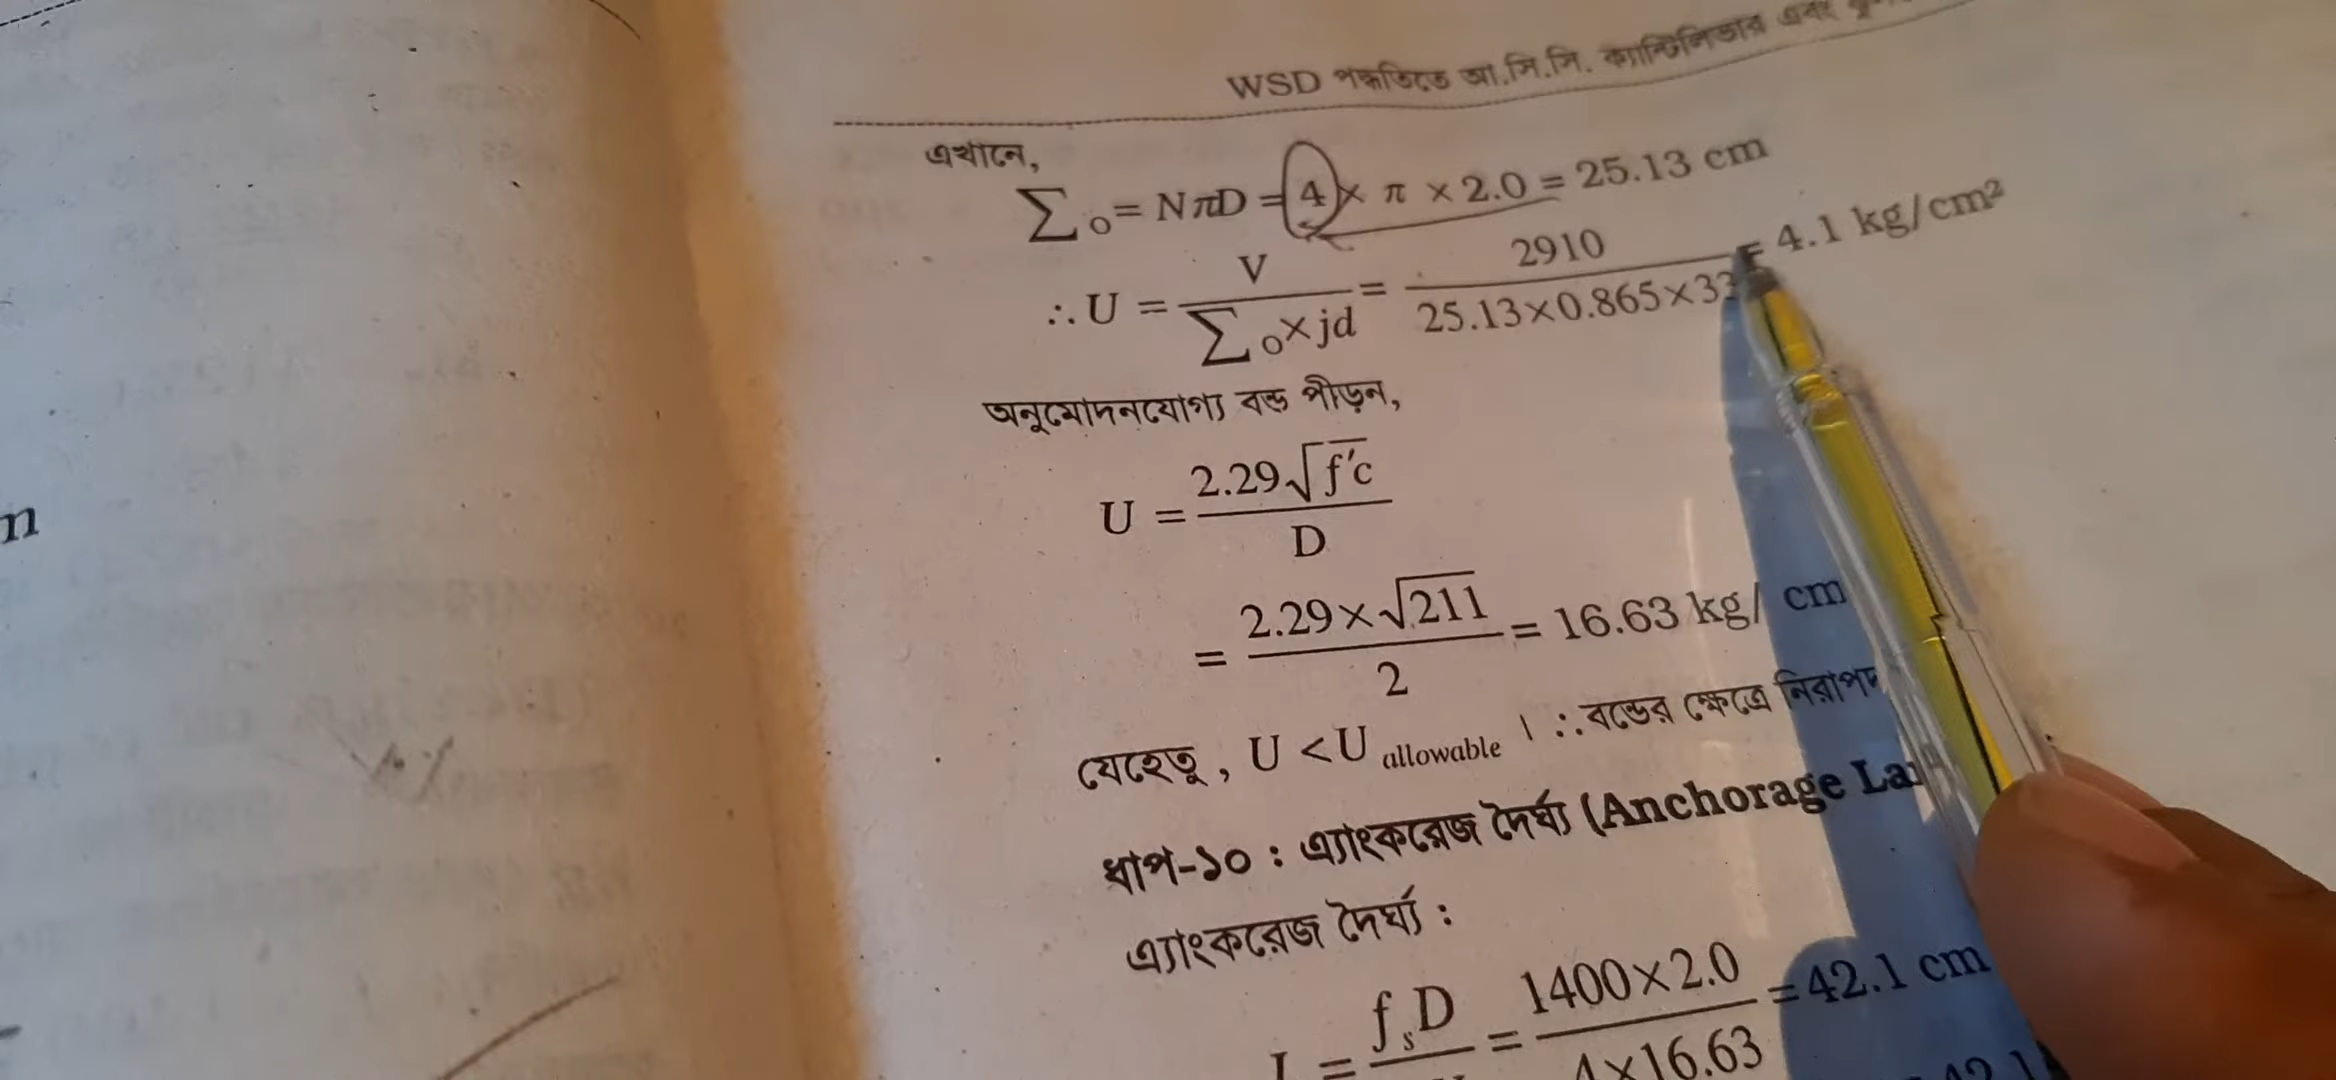 WSD পদ্ধতিতে আ.সি.সি. ক্যান্টিলিভার এবং
এখানে,
∑o = NπD = 4 × π × 2.0 = 25.13 cm
∴ U = V / ∑o × jd = 2910 / 25.13×0.865×33 = 4.1 kg/cm²
অনুমোদনযোগ্য বন্ড পীড়ন,
U = 2.29√f′c / D
= 2.29×√211 / 2 = 16.63 kg/ cm
যেহেতু , U < U allowable । ∴ বন্ডের ক্ষেত্রে নিরাপদ
ধাপ-১০ : এ্যাংকরেজ দৈর্ঘ্য (Anchorage
এ্যাংকরেজ দৈর্ঘ্য :
L = fsD = 1400×2.0 / 4×16.63 = 42.1 cm
n